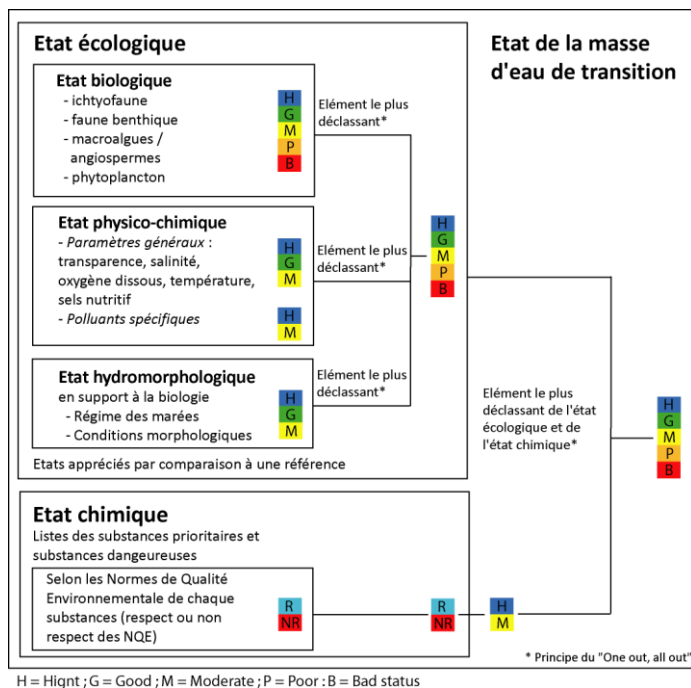 Etat écologique
Etat de la masse
d'eau de transition
Etat biologique
- ichtyofaune
- faune benthique
- macroalgues /
angiospermes
- phytoplancton
H
G
M
P
B
Elément le plus
déclassant*
Etat physico-chimique
- Paramètres généraux :
transparence, salinité,
oxygène dissous, température,
sels nutritif
- Polluants spécifiques
H
G
M
H
M
Elément le plus
déclassant*
H
G
M
P
B
Etat hydromorphologique
en support à la biologie
- Régime des marées
- Conditions morphologiques
H
G
M
Elément le plus
déclassant*
Etats appréciés par comparaison à une référence
Elément le plus
déclassant de l'état
écologique et de
l'état chimique*
H
G
M
P
B
Etat chimique
Listes des substances prioritaires et
substances dangeureuses
Selon les Normes de Qualité
Environnementale de chaque
substances (respect ou non
respect des NQE)
R
NR
R
NR
H
M
* Principe du "One out, all out"
H = Hignt ; G = Good ; M = Moderate ; P = Poor : B = Bad status